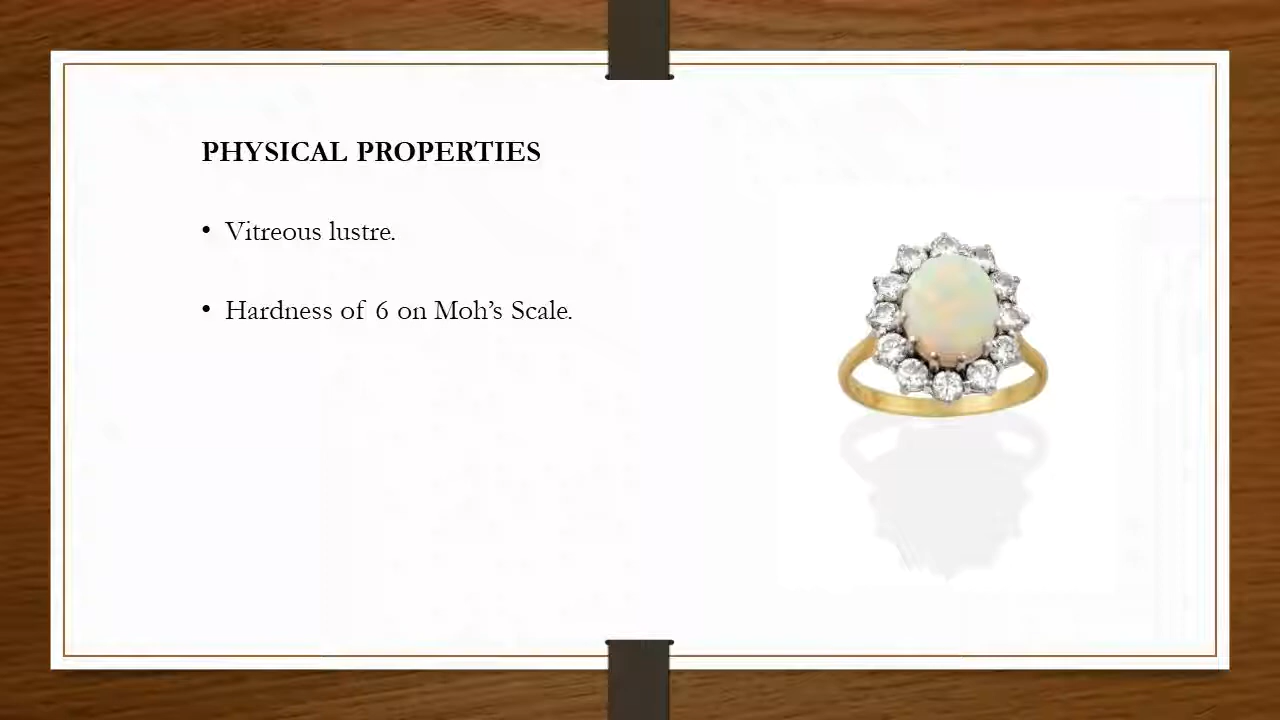 PHYSICAL PROPERTIES
• Vitreous lustre.
• Hardness of 6 on Moh’s Scale.